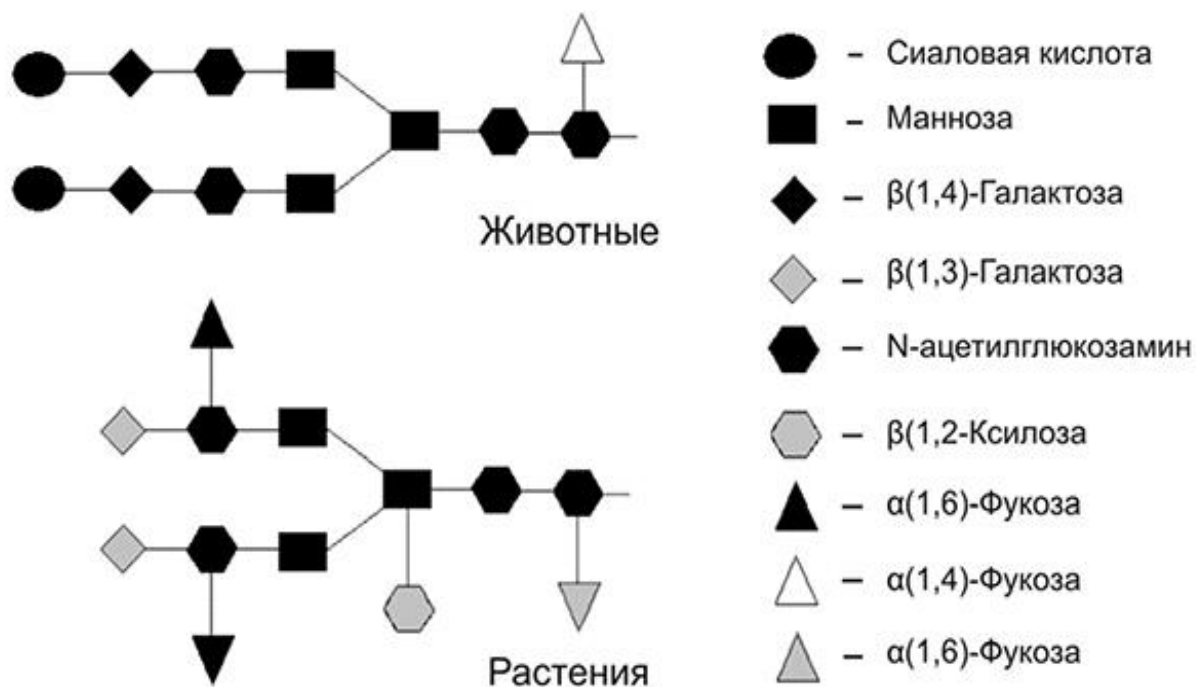 Животные
Растения
– Сиаловая кислота
– Манноза
– β(1,4)-Галактоза
– β(1,3)-Галактоза
– N-ацетилглюкозамин
– β(1,2-Ксилоза
– α(1,6)-Фукоза
– α(1,4)-Фукоза
– α(1,6)-Фукоза